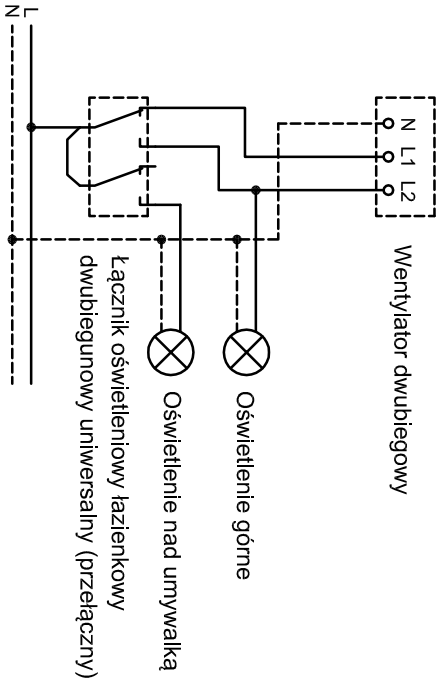 L
N
N
L1
L2
Wentylator dwubiegowy
Oświetlenie górne
Oświetlenie nad umywalką
Łącznik oświetleniowy łazienkowy
dwubiegunowy uniwersalny (przełączny)